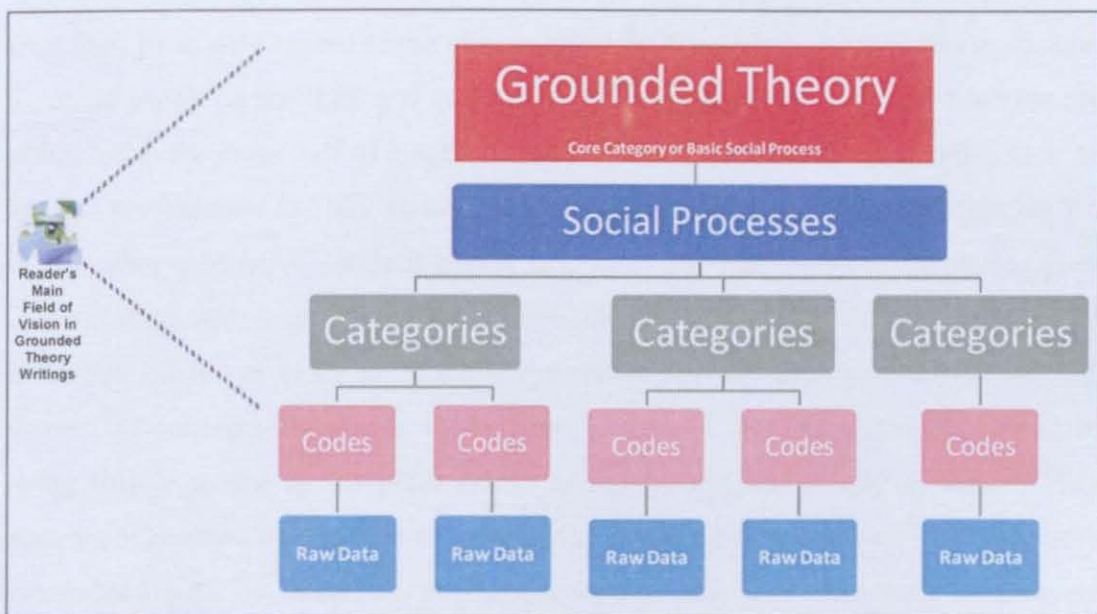 Grounded Theory
Core Category or Basic Social Process
Social Processes
Reader's
Main
Field of
Vision in
Grounded
Theory
Writings
Categories
Categories
Categories
Codes
Codes
Codes
Codes
Codes
Raw Data
Raw Data
Raw Data
Raw Data
Raw Data